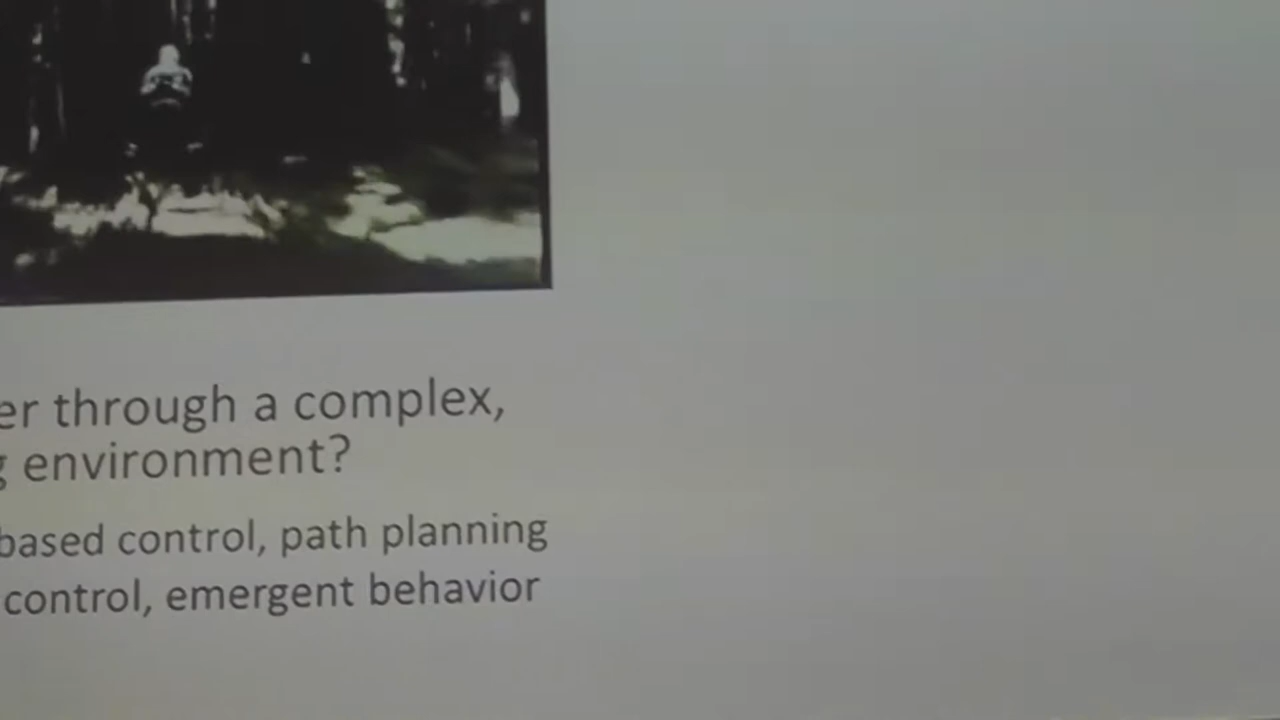 er through a complex,
environment?
based control, path planning
control, emergent behavior